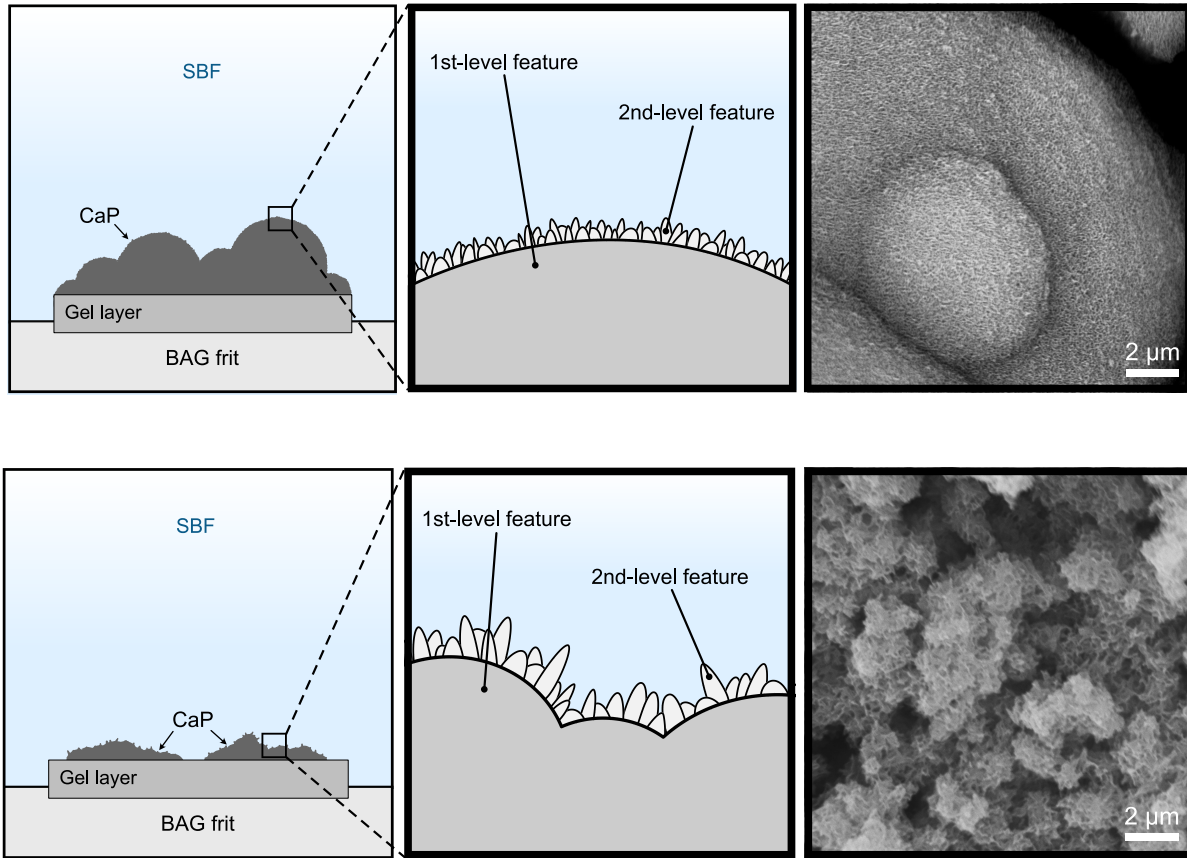 SBF
CaP
Gel layer
BAG frit
1st-level feature
2nd-level feature
2 µm
SBF
CaP
Gel layer
BAG frit
1st-level feature
2nd-level feature
2 µm